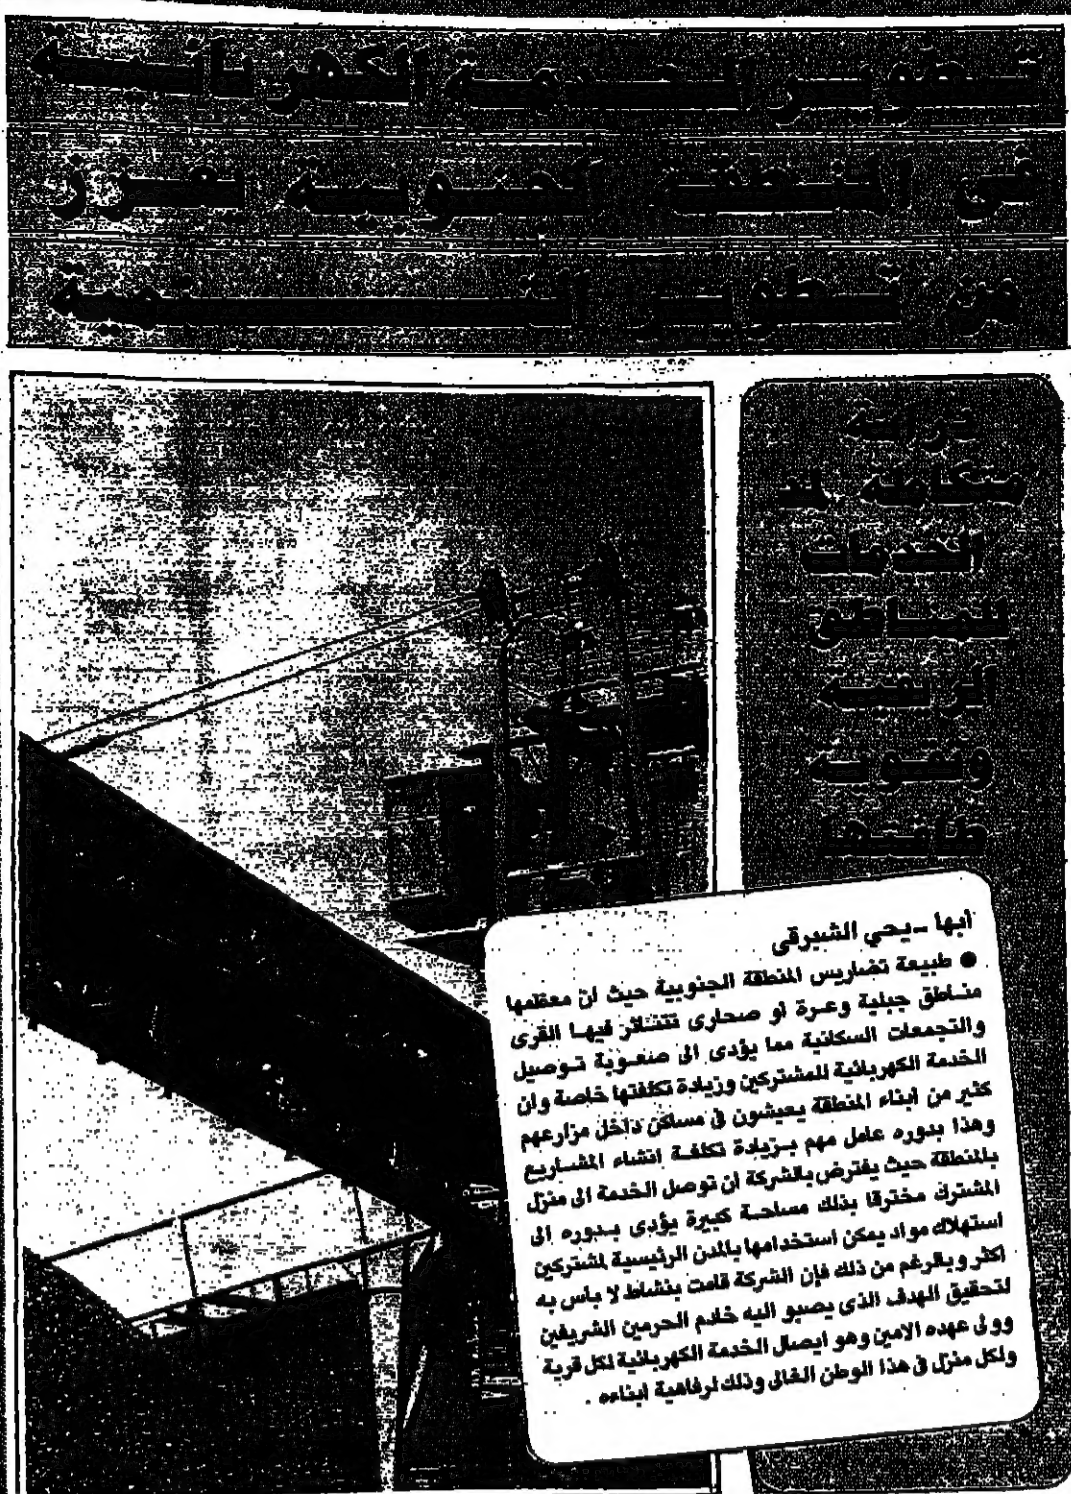 تطوير الخدمة الكهربائية
في المنطقة الجنوبية يعزز
من تطوير التنمية
دراسة
متكاملة لمد
الخدمات
للمناطق
الريفية
وتقوية
طاقتها
أبها - يحي الشبرقي
● طبيعة تضاريس المنطقة الجنوبية حيث ان معظمها
مناطق جبلية وعرة او صحارى تتناثر فيها القرى
والتجمعات السكانية مما يؤدى الى صعوبة توصيل
الخدمة الكهربائية للمشتركين وزيادة تكلفتها خاصة وان
كثير من ابناء المنطقة يعيشون في مساكن داخل مزارعهم
وهذا بدوره عامل مهم بزيادة تكلفة انشاء المشاريع
بالمنطقة حيث يفترض بالشركة ان توصل الخدمة الى منزل
المشترك مخترقا بذلك مساحة كبيرة يؤدى بدوره الى
استهلاك مواد يمكن استخدامها بالمدن الرئيسية لمشتركين
اكثر وبالرغم من ذلك فإن الشركة قامت بنشاط لا باس به
لتحقيق الهدف الذى يصبو اليه خادم الحرمين الشريفين
وولى عهده الامين وهو ايصال الخدمة الكهربائية لكل قرية
ولكل منزل في هذا الوطن الغالى وذلك لرفاهية ابناءه .